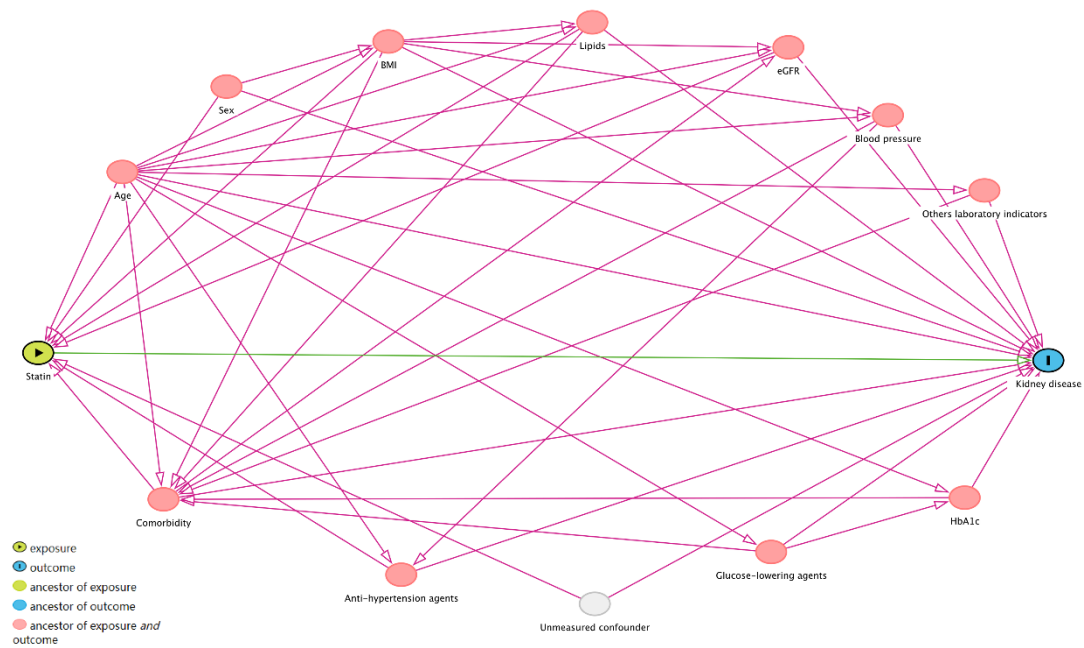 Lipids
BMI
eGFR
Sex
Blood pressure
Age
Others laboratory indicators
Statin
Kidney disease
Comorbidity
HbA1c
Glucose-lowering agents
Anti-hypertension agents
Unmeasured confounder
exposure
outcome
ancestor of exposure
ancestor of outcome
ancestor of exposure and
outcome